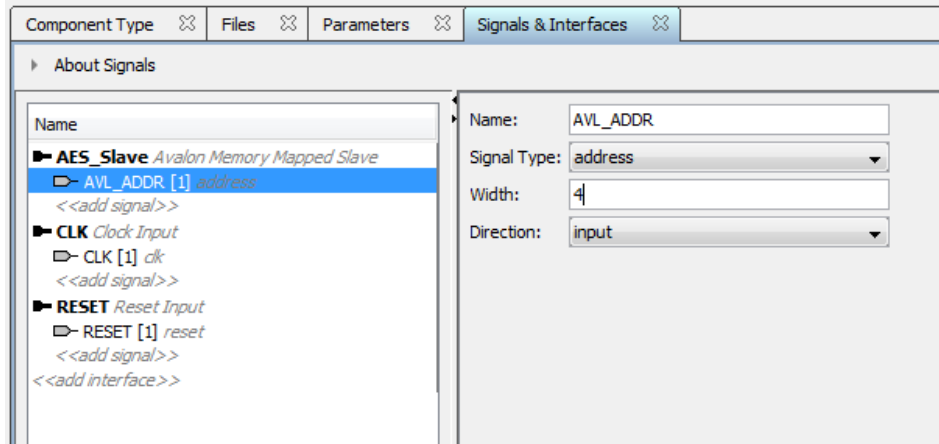 Component Type
Files
Parameters
Signals & Interfaces
About Signals
Name
AES_Slave Avalon Memory Mapped Slave
AVL_ADDR [1] address
<<add signal>>
CLK Clock Input
CLK [1] clk
<<add signal>>
RESET Reset Input
RESET [1] reset
<<add signal>>
<<add interface>>
Name: AVL_ADDR
Signal Type: address
Width: 4
Direction: input